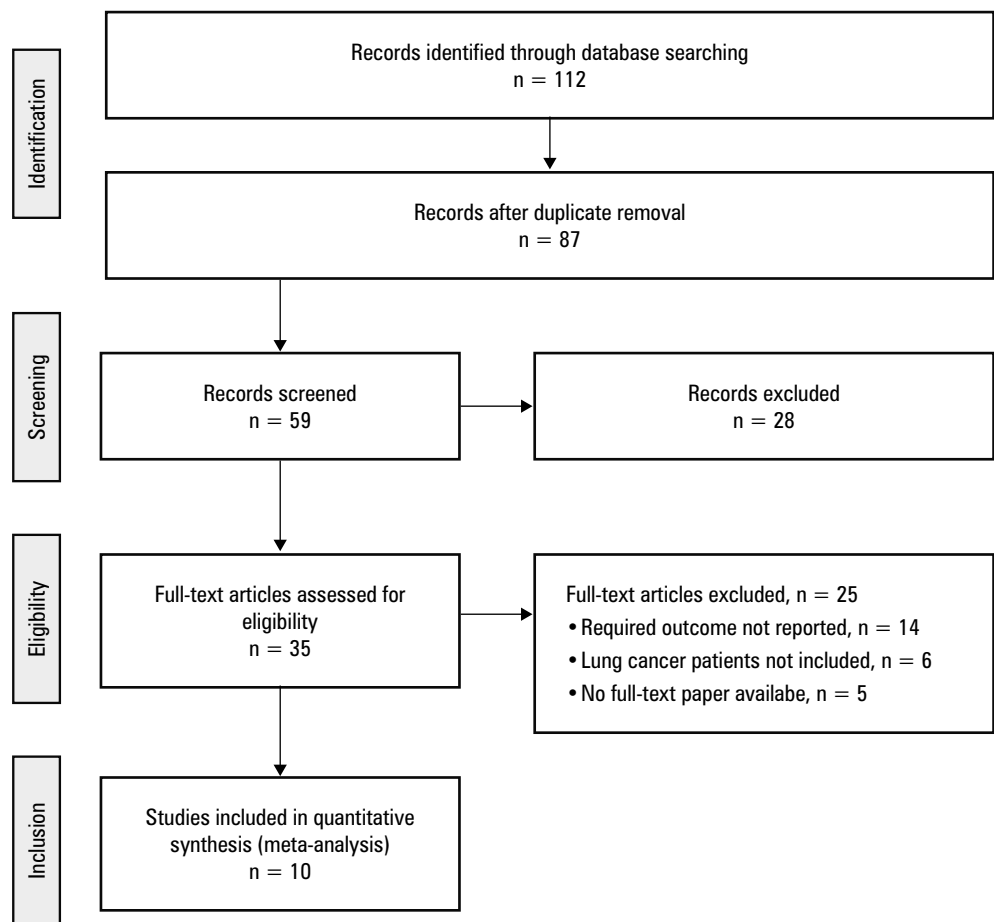 Identification
Records identified through database searching
n = 112
Records after duplicate removal
n = 87
Screening
Records screened
n = 59
Records excluded
n = 28
Eligibility
Full-text articles assessed for
eligibility
n = 35
Full-text articles excluded, n = 25
• Required outcome not reported, n = 14
• Lung cancer patients not included, n = 6
• No full-text paper availabe, n = 5
Inclusion
Studies included in quantitative
synthesis (meta-analysis)
n = 10